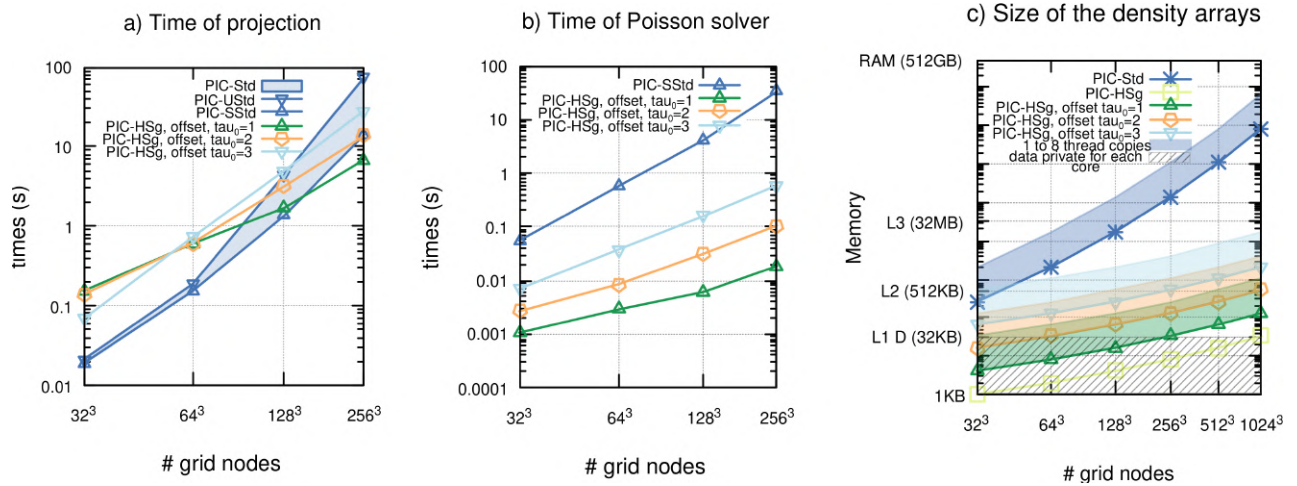 a) Time of projection
times (s)
100
10
1
0.1
0.01
PIC-Std
PIC-UStd
PIC-SStd
PIC-HSg, offset, tau₀=1
PIC-HSg, offset, tau₀=2
PIC-HSg, offset, tau₀=3
32³ 64³ 128³ 256³
# grid nodes
b) Time of Poisson solver
times (s)
100
10
1
0.1
0.01
0.001
0.0001
PIC-SStd
PIC-HSg, offset, tau₀=1
PIC-HSg, offset, tau₀=2
PIC-HSg, offset, tau₀=3
32³ 64³ 128³ 256³
# grid nodes
c) Size of the density arrays
Memory
RAM (512GB)
L3 (32MB)
L2 (512KB)
L1 D (32KB)
1KB
PIC-Std
PIC-HSg
PIC-HSg, offset tau₀=1
PIC-HSg, offset tau₀=2
PIC-HSg, offset tau₀=3
1 to 8 thread copies
data private for each
core
32³ 64³ 128³ 256³ 512³ 1024³
# grid nodes